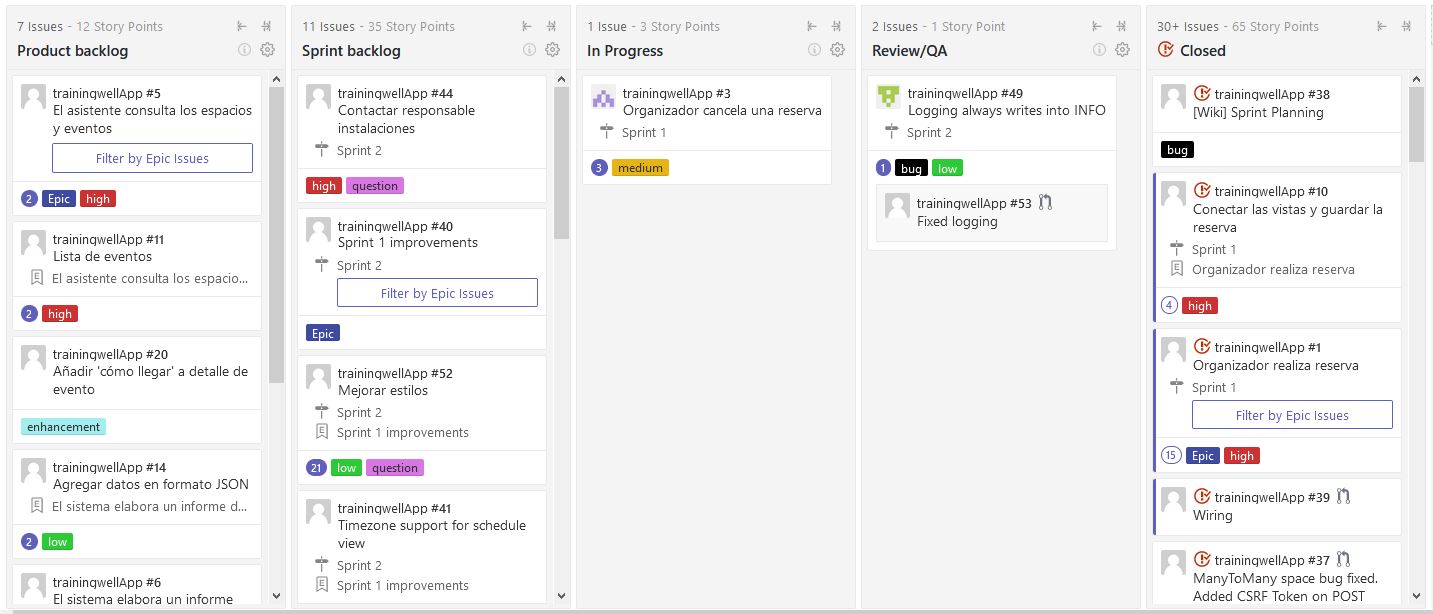 7 Issues - 12 Story Points
Product backlog
trainingwellApp #5
El asistente consulta los espacios
y eventos
Filter by Epic Issues
2 Epic high
trainingwellApp #11
Lista de eventos
El asistente consulta los espacio...
2 high
trainingwellApp #20
Añadir 'cómo llegar' a detalle de
evento
enhancement
trainingwellApp #14
Agregar datos en formato JSON
El sistema elabora un informe d...
2 low
trainingwellApp #6
El sistema elabora un informe
11 Issues - 35 Story Points
Sprint backlog
trainingwellApp #44
Contactar responsable
instalaciones
Sprint 2
high question
trainingwellApp #40
Sprint 1 improvements
Sprint 2
Filter by Epic Issues
Epic
trainingwellApp #52
Mejorar estilos
Sprint 2
Sprint 1 improvements
21 low question
trainingwellApp #41
Timezone support for schedule
view
Sprint 2
Sprint 1 improvements
1 Issue - 3 Story Points
In Progress
trainingwellApp #3
Organizador cancela una reserva
Sprint 1
3 medium
2 Issues - 1 Story Point
Review/QA
trainingwellApp #49
Logging always writes into INFO
Sprint 2
1 bug low
trainingwellApp #53
Fixed logging
30+ Issues - 65 Story Points
Closed
trainingwellApp #38
[Wiki] Sprint Planning
bug
trainingwellApp #10
Conectar las vistas y guardar la
reserva
Sprint 1
Organizador realiza reserva
4 high
trainingwellApp #1
Organizador realiza reserva
Sprint 1
Filter by Epic Issues
15 Epic high
trainingwellApp #39
Wiring
trainingwellApp #37
ManyToMany space bug fixed.
Added CSRF Token on POST